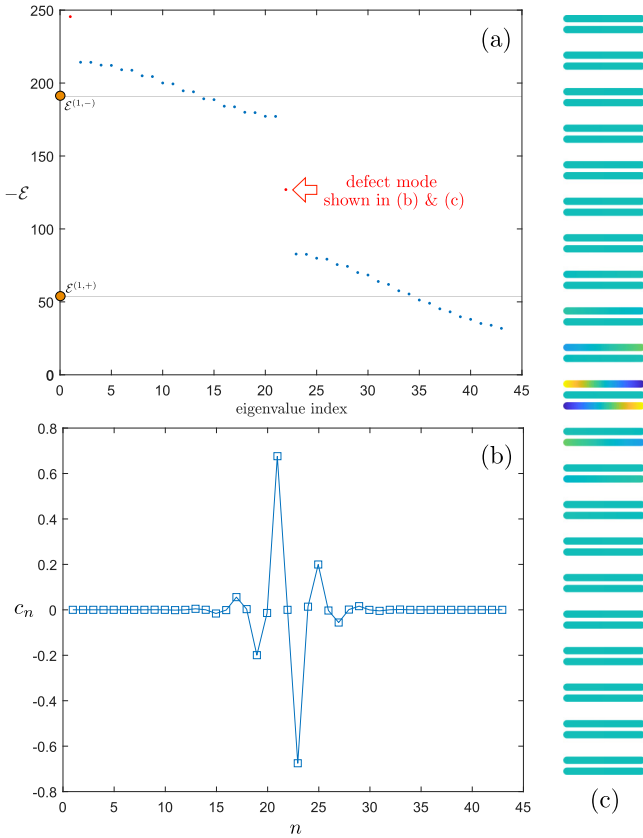 250
(a)
200
ℰ^(1,−)
150
−ℰ
defect mode
shown in (b) & (c)
100
ℰ^(1,+)
50
0
0 5 10 15 20 25 30 35 40 45
eigenvalue index
0.8
(b)
0.6
0.4
0.2
c_n
0
-0.2
-0.4
-0.6
-0.8
0 5 10 15 20 25 30 35 40 45
n
(c)